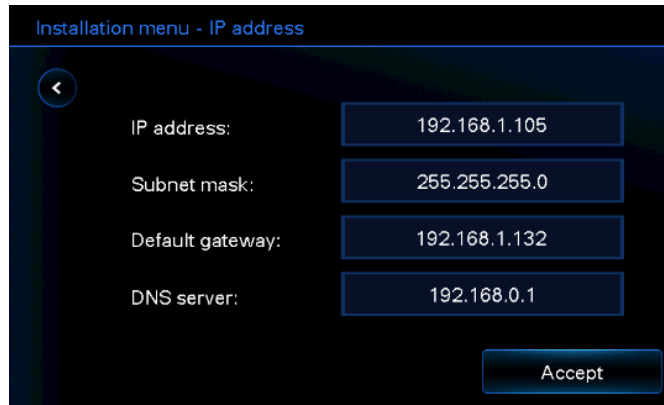 Installation menu - IP address
IP address: 192.168.1.105
Subnet mask: 255.255.255.0
Default gateway: 192.168.1.132
DNS server: 192.168.0.1
Accept